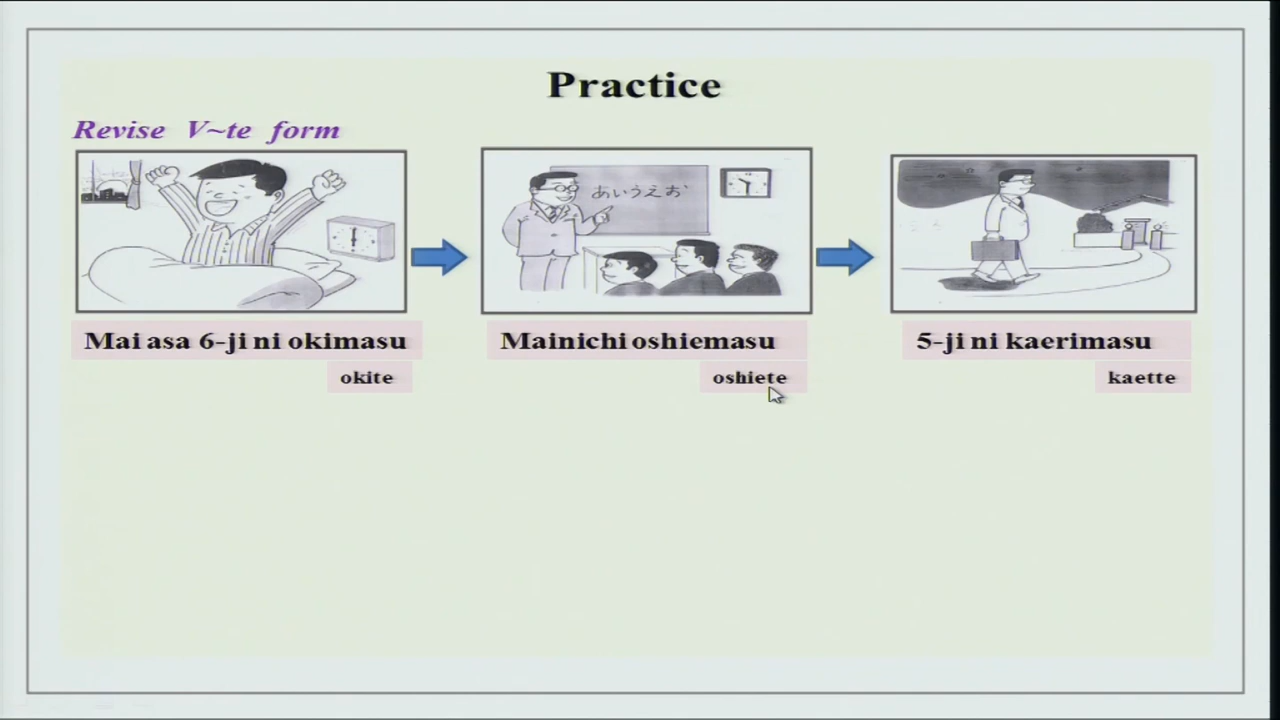 Practice
Revise V~te form
あいうえお
Mai asa 6-ji ni okimasu
Mainichi oshiemasu
5-ji ni kaerimasu
okite
oshiete
kaette